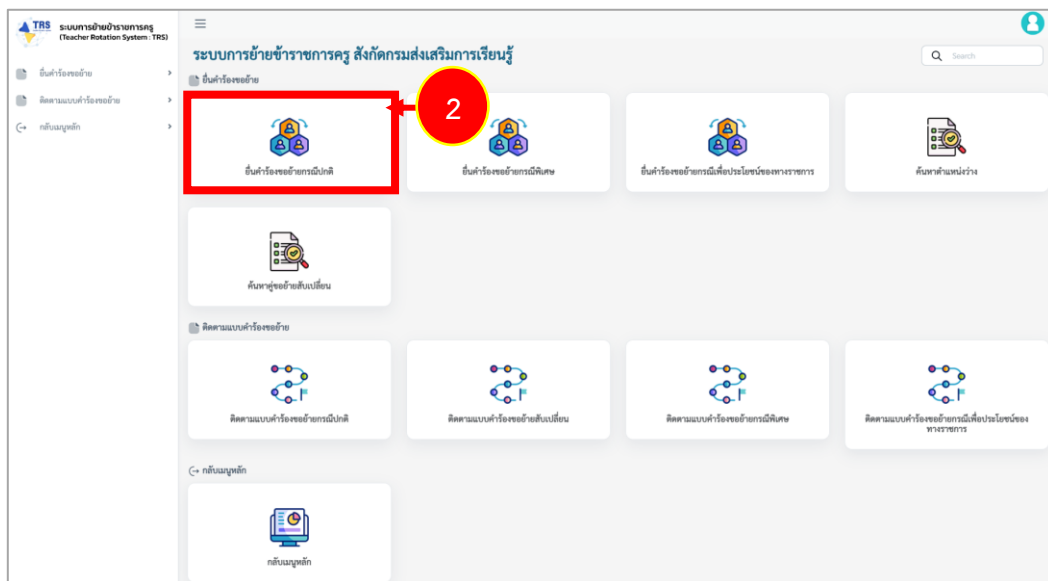 TRS ระบบการย้ายข้าราชการครู
(Teacher Rotation System : TRS)
ยื่นคำร้องขอย้าย
ติดตามแบบคำร้องขอย้าย
กลับเมนูหลัก
ระบบการย้ายข้าราชการครู สังกัดกรมส่งเสริมการเรียนรู้
Search
ยื่นคำร้องขอย้าย
2
ยื่นคำร้องขอย้ายกรณีปกติ
ยื่นคำร้องขอย้ายกรณีพิเศษ
ยื่นคำร้องขอย้ายกรณีเพื่อประโยชน์ของทางราชการ
ค้นหาตำแหน่งว่าง
ค้นหาคู่ขอย้ายสับเปลี่ยน
ติดตามแบบคำร้องขอย้าย
ติดตามแบบคำร้องขอย้ายกรณีปกติ
ติดตามแบบคำร้องขอย้ายสับเปลี่ยน
ติดตามแบบคำร้องขอย้ายกรณีพิเศษ
ติดตามแบบคำร้องขอย้ายกรณีเพื่อประโยชน์ของ
ทางราชการ
กลับเมนูหลัก
กลับเมนูหลัก